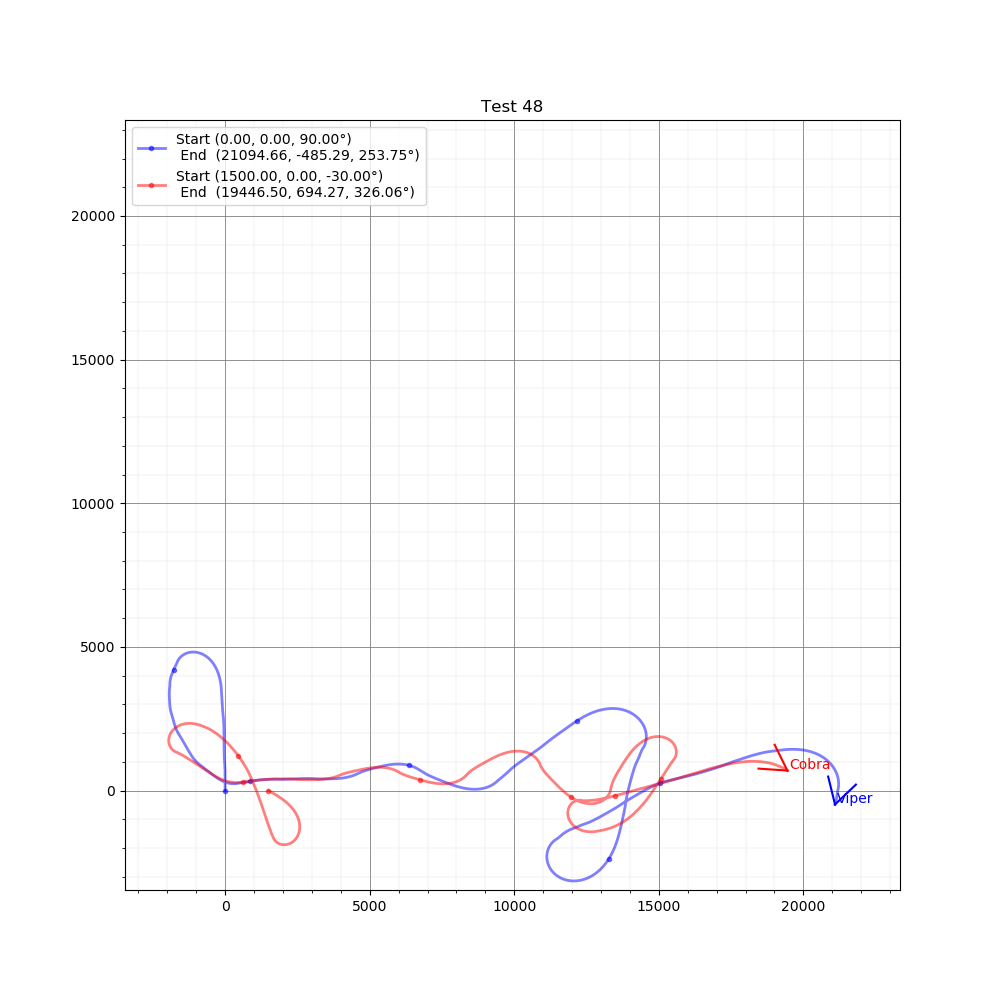 Test 48
Start (0.00, 0.00, 90.00°)
End (21094.66, -485.29, 253.75°)
Start (1500.00, 0.00, -30.00°)
End (19446.50, 694.27, 326.06°)
20000
15000
10000
5000
0
Cobra
Viper
0 5000 10000 15000 20000